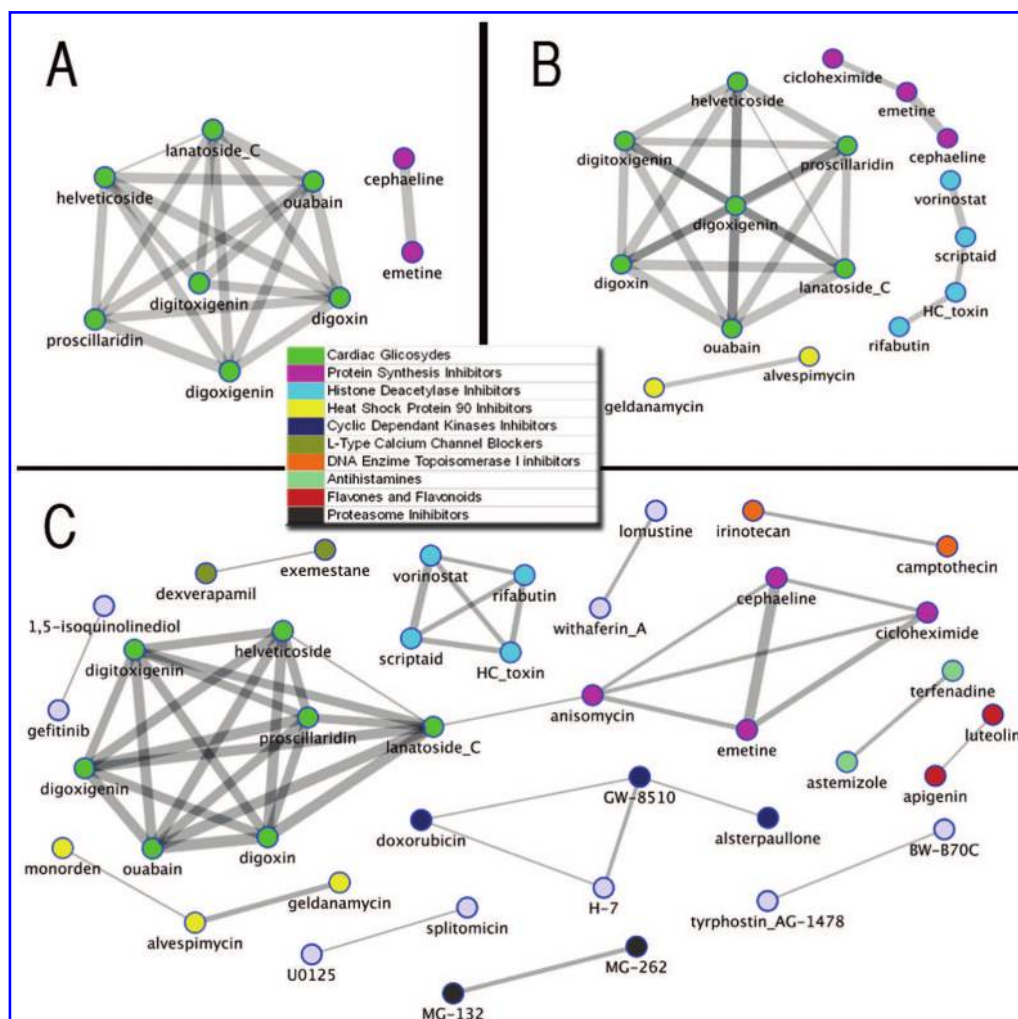 A
lanatoside_C
helveticoside
ouabain
digitoxigenin
digoxin
proscillaridin
digoxigenin
cephaeline
emetine
B
cicloheximide
emetine
cephaeline
helveticoside
digitoxigenin
proscillaridin
digoxigenin
digoxin
lanatoside_C
ouabain
vorinostat
scriptaid
HC_toxin
rifabutin
alvespimycin
geldanamycin
Cardiac Glicosydes
Protein Synthesis Inhibitors
Histone Deacetylase Inhibitors
Heat Shock Protein 90 Inhibitors
Cyclic Dependant Kinases Inhibitors
L-Type Calcium Channel Blockers
DNA Enzime Topoisomerase I inhibitors
Antihistamines
Flavones and Flavonoids
Proteasome Inihibitors
C
lomustine
irinotecan
exemestane
dexverapamil
vorinostat
rifabutin
camptothecin
cephaeline
1,5-isoquinolinediol
withaferin_A
cicloheximide
helveticoside
digitoxigenin
scriptaid
HC_toxin
terfenadine
gefitinib
proscillaridin
lanatoside_C
anisomycin
emetine
luteolin
digoxigenin
astemizole
apigenin
GW-8510
doxorubicin
alsterpaullone
ouabain
digoxin
BW-B70C
monorden
geldanamycin
H-7
tyrphostin_AG-1478
alvespimycin
splitomicin
U0125
MG-262
MG-132